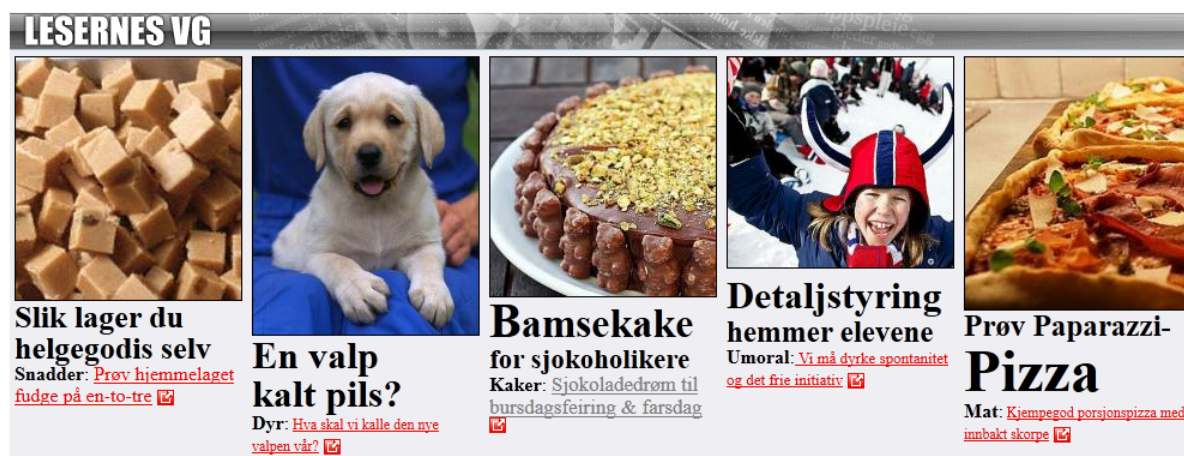 LESERNES VG
Slik lager du
helgegodis selv
Snadder: Prøv hjemmelaget
fudge på en-to-tre
En valp
kalt pils?
Dyr: Hva skal vi kalle den nye
valpen vår?
Bamsekake
for sjokoholikere
Kaker: Sjokoladedrøm til
bursdagsfeiring & farsdag
Detaljstyring
hemmer elevene
Umoral: Vi må dyrke spontanitet
og det frie initiativ
Prøv Paparazzi-
Pizza
Mat: Kjempegod porsjonspizza med
innbakt skorpe